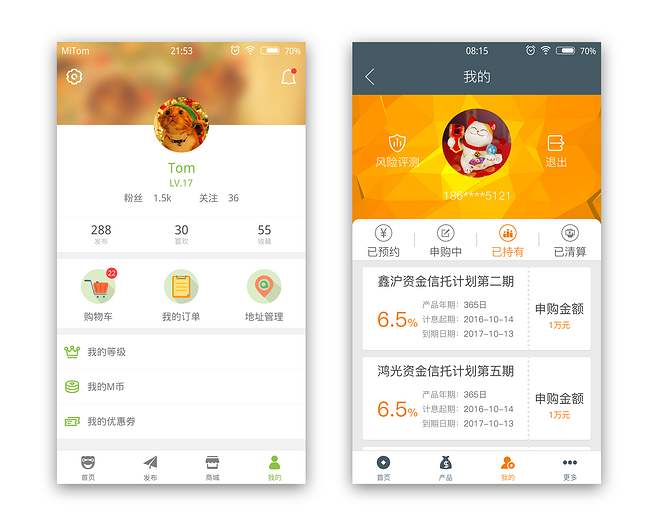 MiTom 21:53 70%
Tom
LV.17
粉丝 1.5k 关注 36
288 30 55
发布 喜欢 收藏
22
购物车 我的订单 地址管理
我的等级
我的M币
我的优惠券
首页 发布 商城 我的
08:15 70%
我的
风险评测 退出
186****5121
已预约 申购中 已持有 已清算
鑫沪资金信托计划第二期
6.5%
产品年期: 365日
计息起期: 2016-10-14
到期日期: 2017-10-13
申购金额
1万元
鸿光资金信托计划第五期
6.5%
产品年期: 365日
计息起期: 2016-10-14
到期日期: 2017-10-13
申购金额
1万元
首页 产品 我的 更多